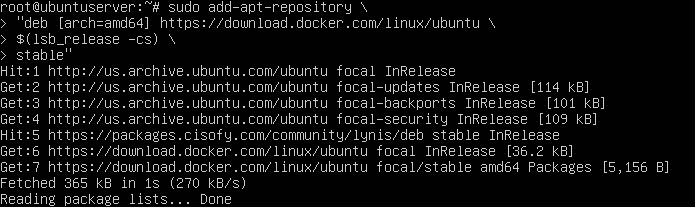 root@ubuntuserver:~# sudo add-apt-repository \
> "deb [arch=amd64] https://download.docker.com/linux/ubuntu \
> $(lsb_release -cs) \
> stable"
Hit:1 http://us.archive.ubuntu.com/ubuntu focal InRelease
Get:2 http://us.archive.ubuntu.com/ubuntu focal-updates InRelease [114 kB]
Get:3 http://us.archive.ubuntu.com/ubuntu focal-backports InRelease [101 kB]
Get:4 http://us.archive.ubuntu.com/ubuntu focal-security InRelease [109 kB]
Hit:5 https://packages.cisofy.com/community/lynis/deb stable InRelease
Get:6 https://download.docker.com/linux/ubuntu focal InRelease [36.2 kB]
Get:7 https://download.docker.com/linux/ubuntu focal/stable amd64 Packages [5,156 B]
Fetched 365 kB in 1s (270 kB/s)
Reading package lists... Done